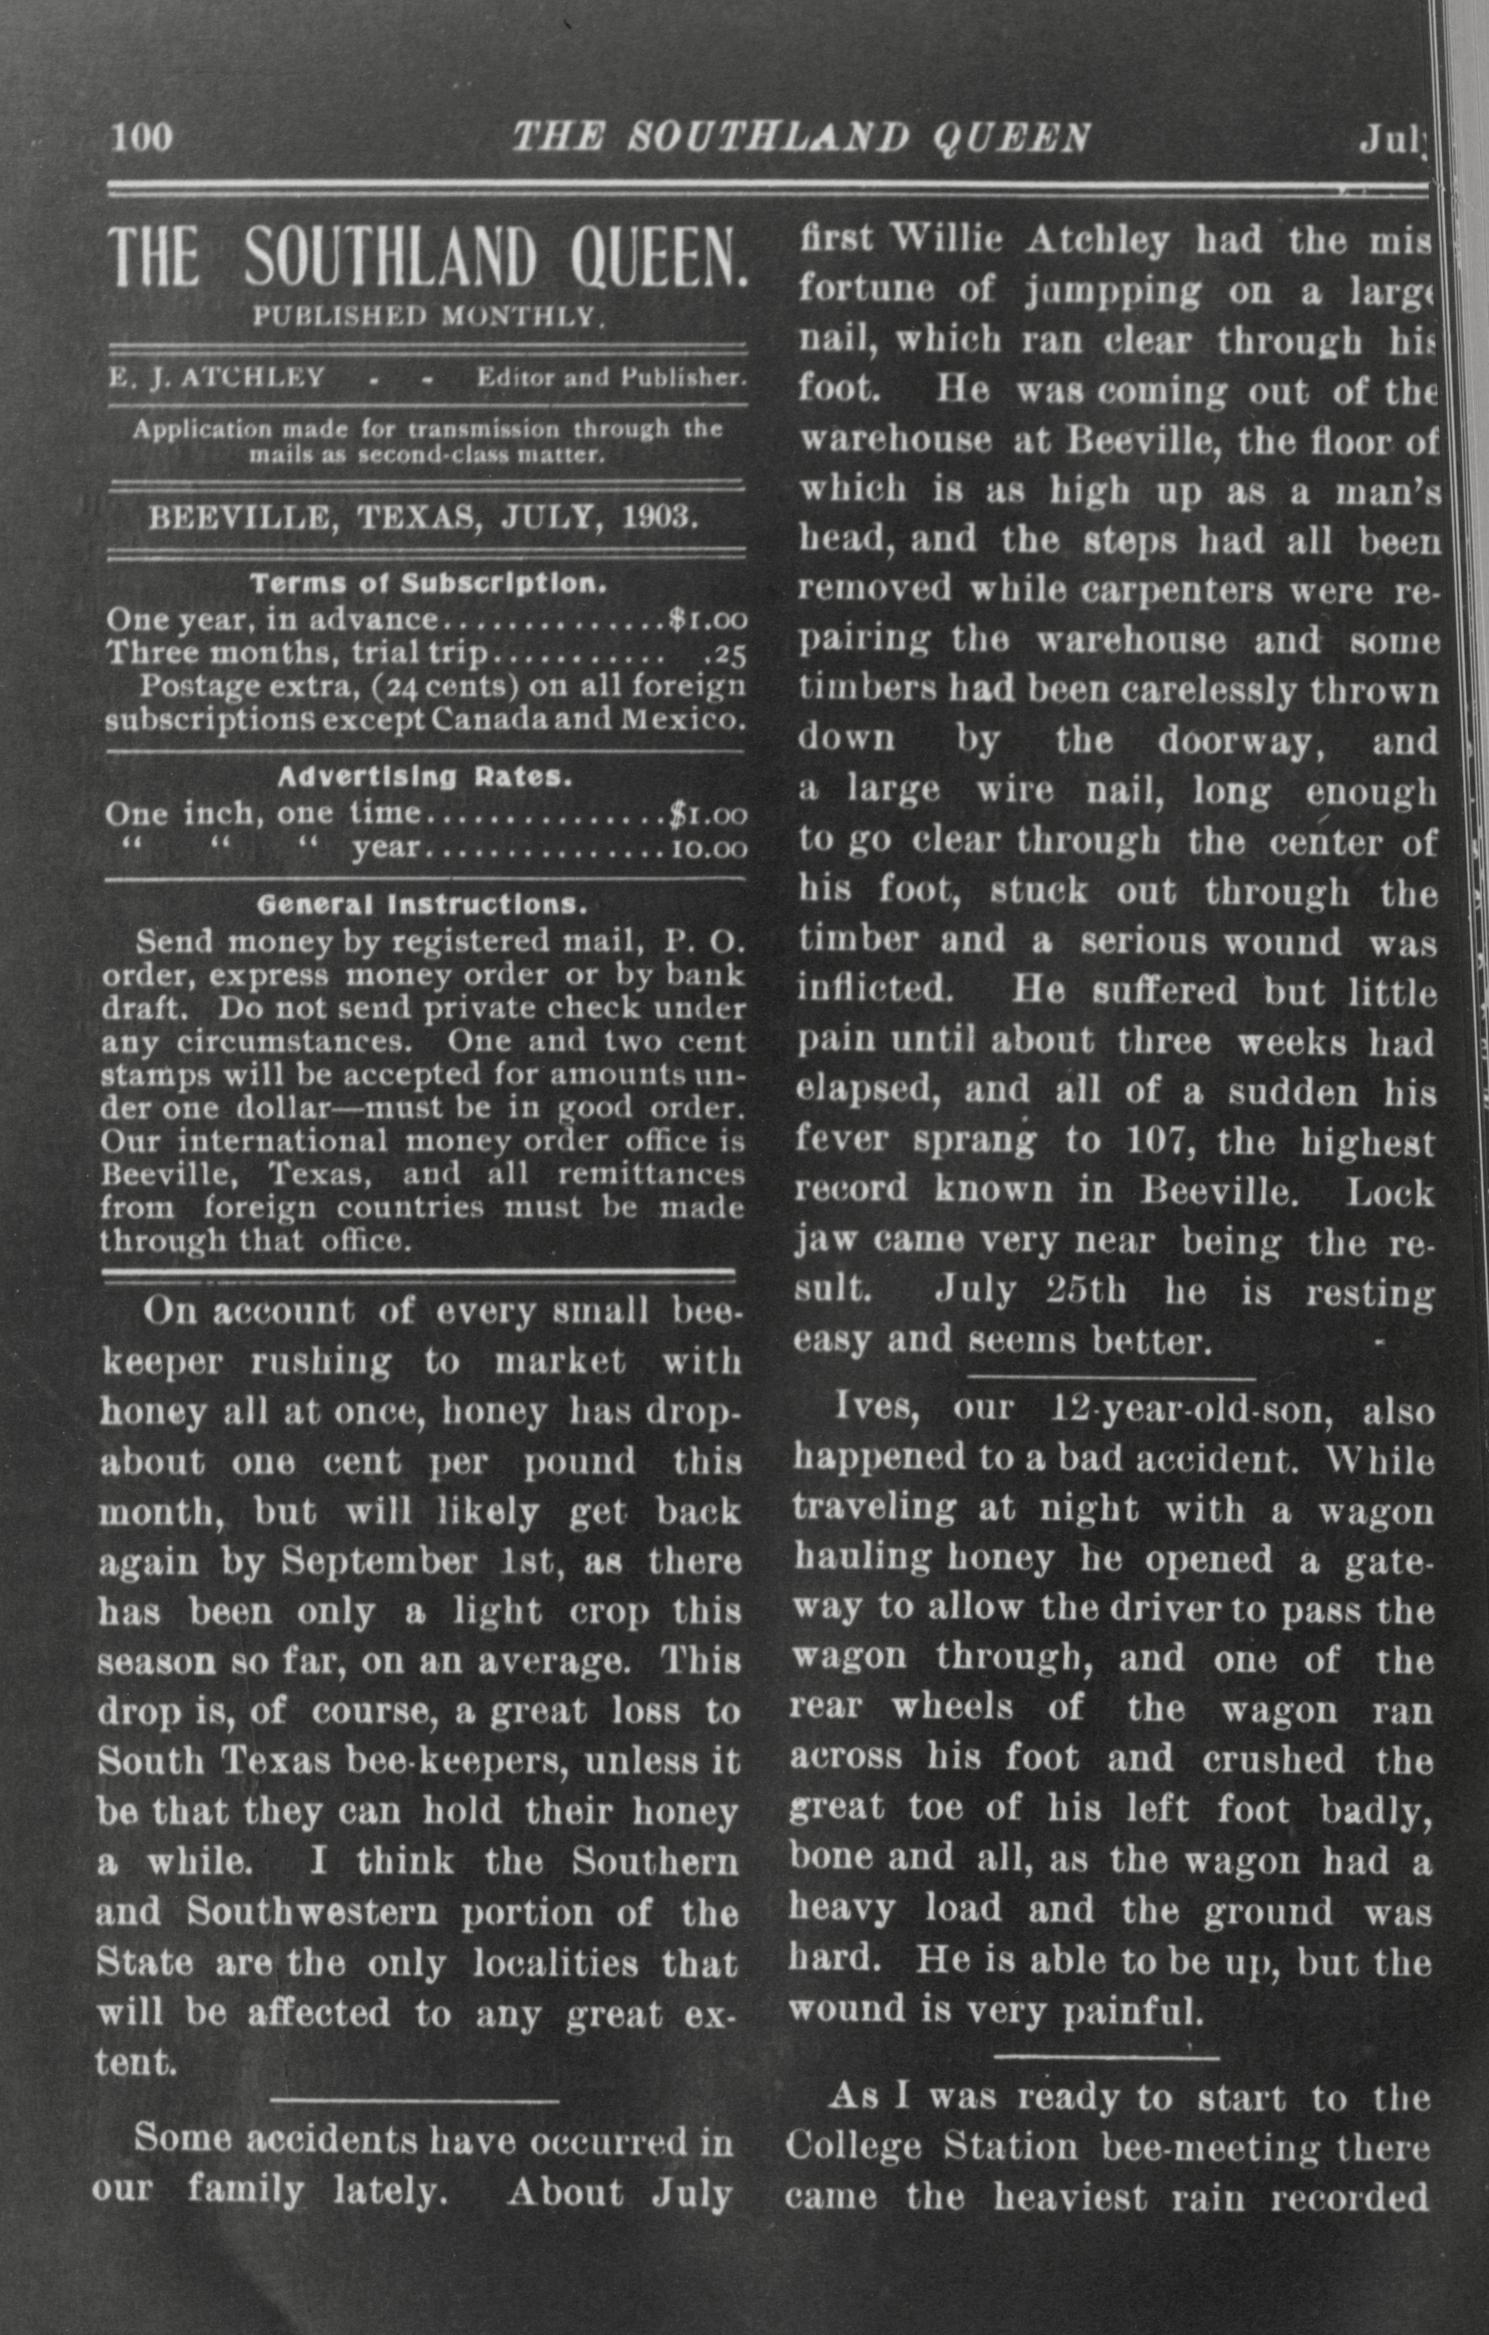 100 THE SOUTHLAND QUEEN July
THE SOUTHLAND QUEEN.
PUBLISHED MONTHLY.
E. J. ATCHLEY - - Editor and Publisher.
Application made for transmission through the
mails as second-class matter.
BEEVILLE, TEXAS, JULY, 1903.
Terms of Subscription.
One year, in advance..............$1.00
Three months, trial trip........... .25
Postage extra, (24 cents) on all foreign
subscriptions except Canada and Mexico.
Advertising Rates.
One inch, one time...............$1.00
“ “ “ year...............10.00
General Instructions.
Send money by registered mail, P. O.
order, express money order or by bank
draft. Do not send private check under
any circumstances. One and two cent
stamps will be accepted for amounts un-
der one dollar—must be in good order.
Our international money order office is
Beeville, Texas, and all remittances
from foreign countries must be made
through that office.
On account of every small bee-
keeper rushing to market with
honey all at once, honey has drop-
about one cent per pound this
month, but will likely get back
again by September 1st, as there
has been only a light crop this
season so far, on an average. This
drop is, of course, a great loss to
South Texas bee-keepers, unless it
be that they can hold their honey
a while. I think the Southern
and Southwestern portion of the
State are the only localities that
will be affected to any great ex-
tent.
Some accidents have occurred in
our family lately. About July
first Willie Atchley had the mis
fortune of jumpping on a large
nail, which ran clear through his
foot. He was coming out of the
warehouse at Beeville, the floor of
which is as high up as a man's
head, and the steps had all been
removed while carpenters were re-
pairing the warehouse and some
timbers had been carelessly thrown
down by the doorway, and
a large wire nail, long enough
to go clear through the center of
his foot, stuck out through the
timber and a serious wound was
inflicted. He suffered but little
pain until about three weeks had
elapsed, and all of a sudden his
fever sprang to 107, the highest
record known in Beeville. Lock
jaw came very near being the re-
sult. July 25th he is resting
easy and seems better.
Ives, our 12-year-old-son, also
happened to a bad accident. While
traveling at night with a wagon
hauling honey he opened a gate-
way to allow the driver to pass the
wagon through, and one of the
rear wheels of the wagon ran
across his foot and crushed the
great toe of his left foot badly,
bone and all, as the wagon had a
heavy load and the ground was
hard. He is able to be up, but the
wound is very painful.
As I was ready to start to the
College Station bee-meeting there
came the heaviest rain recorded